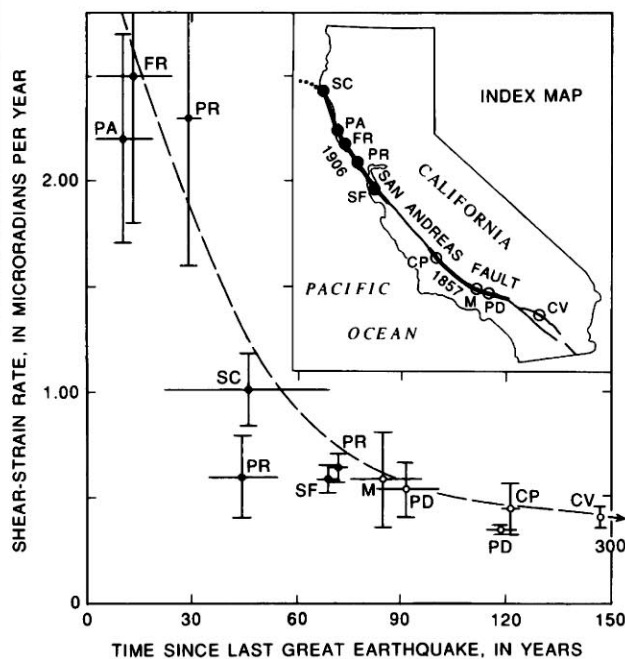 SHEAR-STRAIN RATE, IN MICRORADIANS PER YEAR
2.00
1.00
0
0 30 60 90 120 150
TIME SINCE LAST GREAT EARTHQUAKE, IN YEARS
FR
PA
PR
SC
PR
SF
PR
M
PD
CP
PD
CV
300
INDEX MAP
SC
PA
FR
PR
1906
SF
SAN ANDREAS FAULT
CALIFORNIA
CP
1857
M
PD
CV
PACIFIC
OCEAN